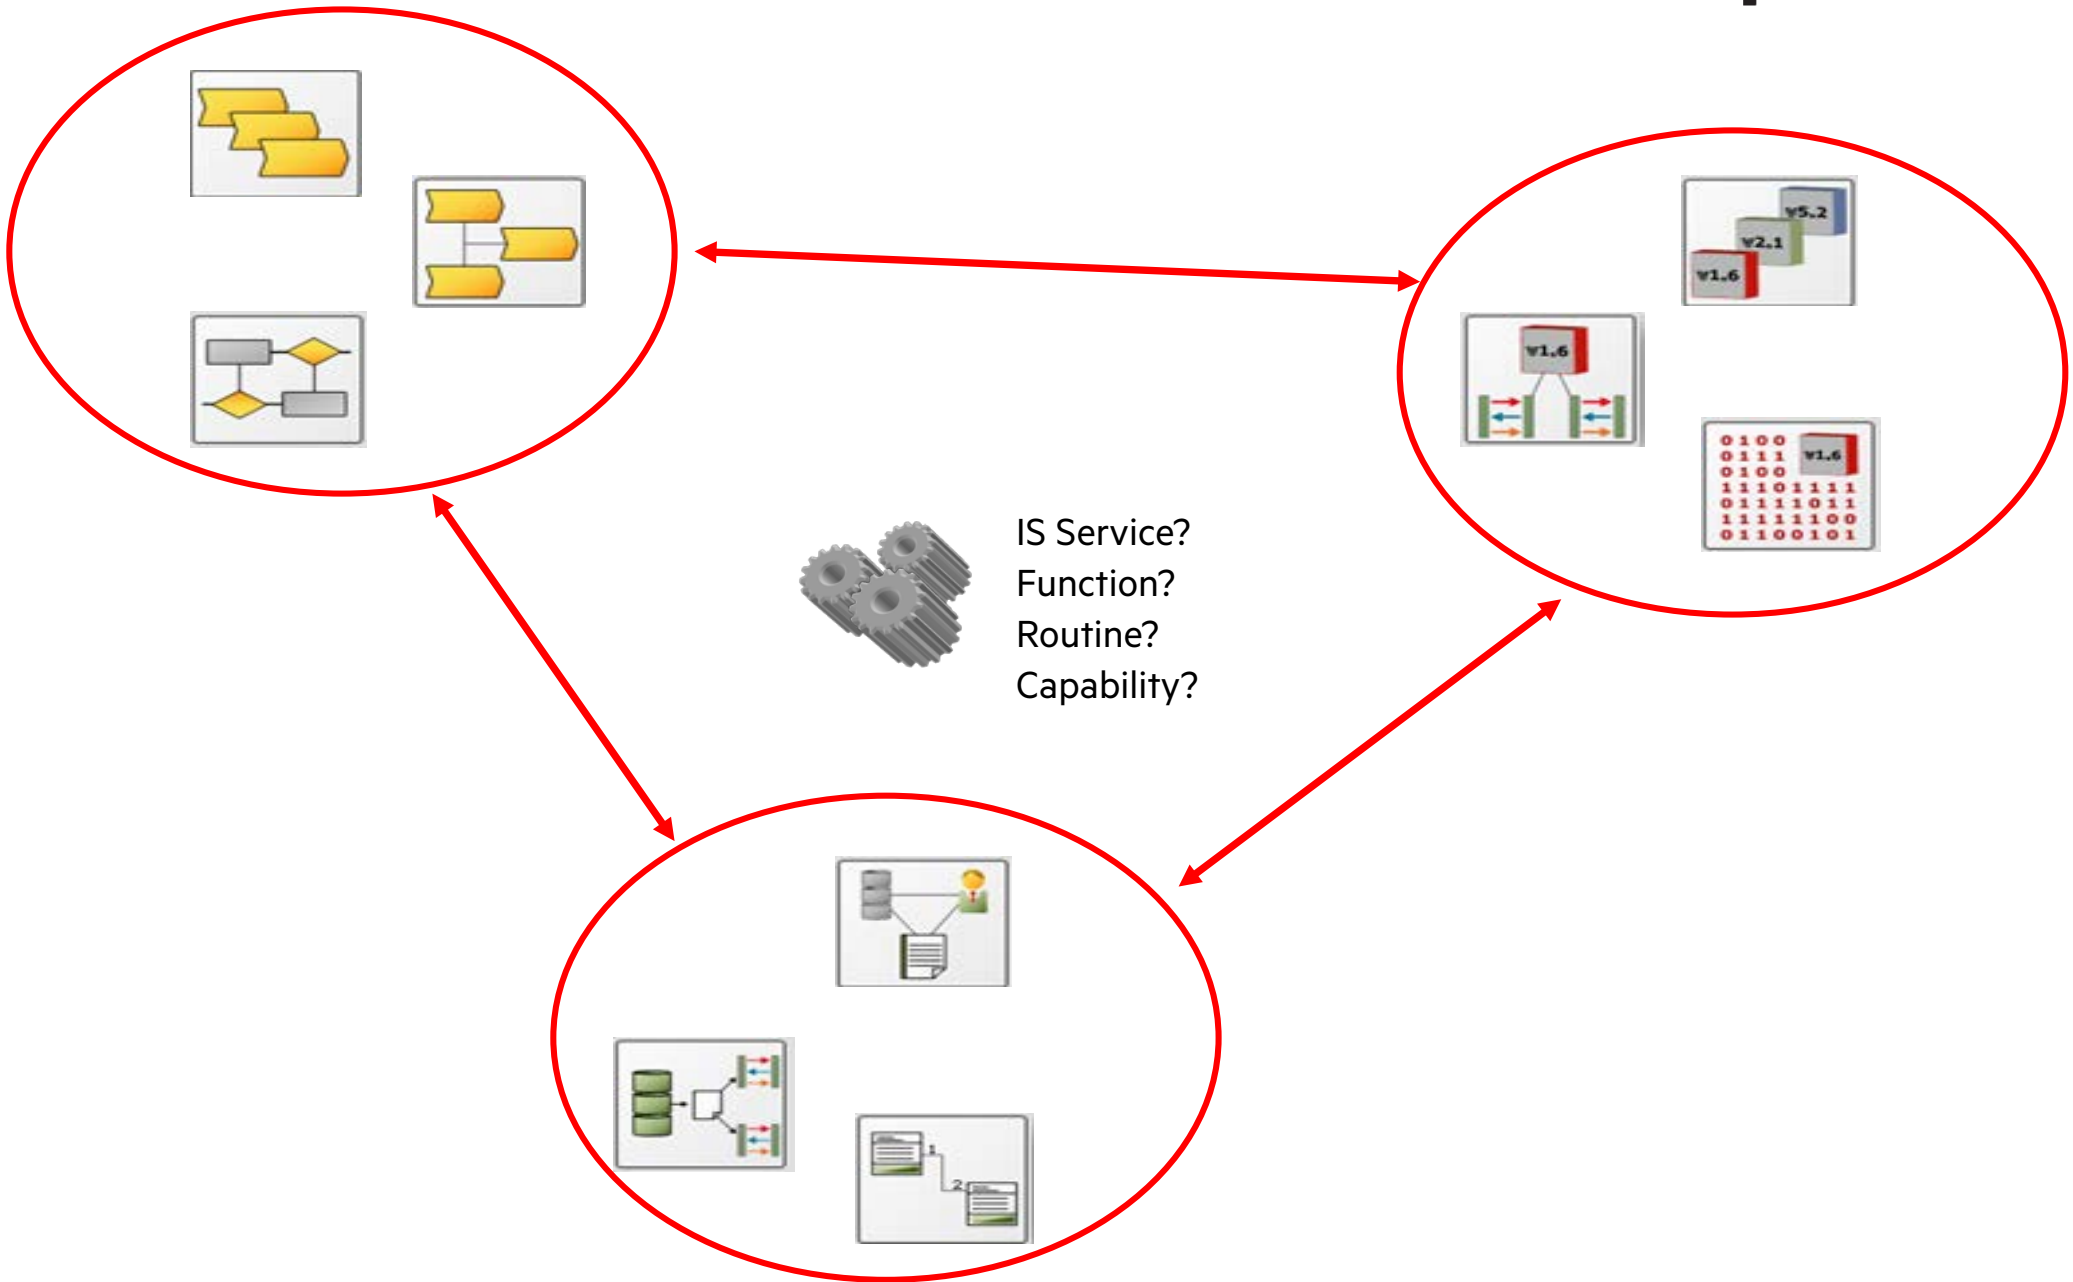 v5.2
v2.1
v1.6
v1.6
0100
0111
0100
v1.6
11101111
01111011
11111100
01100101
IS Service?
Function?
Routine?
Capability?
1
2